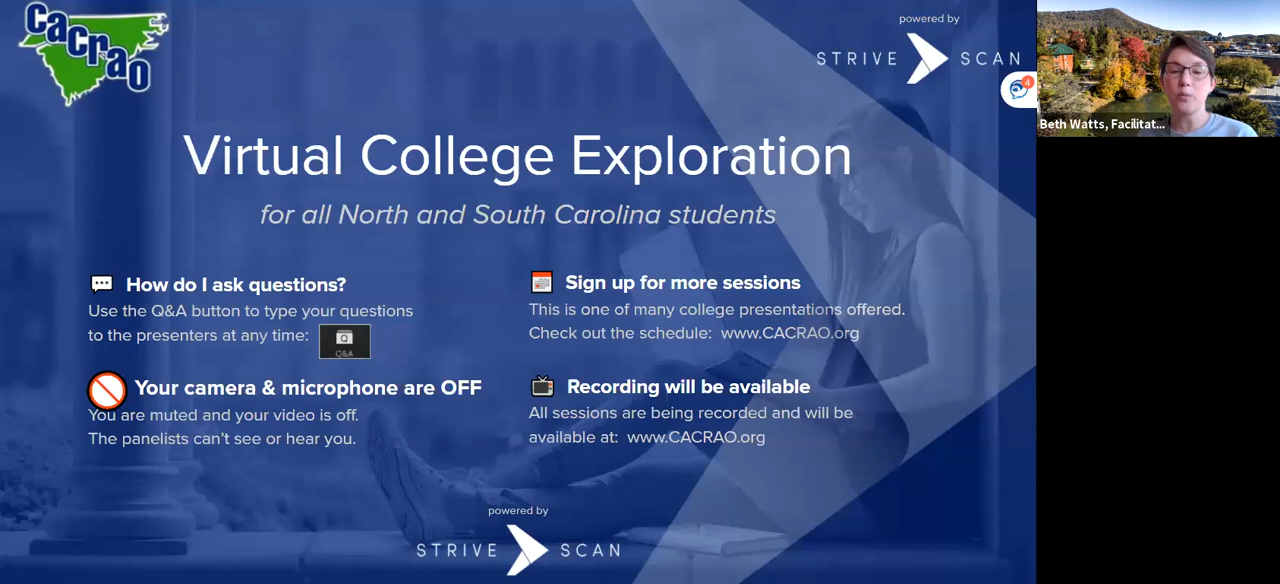 cacrao
powered by
STRIVE SCAN
4
Beth Watts, Facilitat...
Virtual College Exploration
for all North and South Carolina students
How do I ask questions?
Use the Q&A button to type your questions
to the presenters at any time:
Q
Q&A
Your camera & microphone are OFF
You are muted and your video is off.
The panelists can't see or hear you.
Sign up for more sessions
This is one of many college presentations offered.
Check out the schedule: www.CACRAO.org
Recording will be available
All sessions are being recorded and will be
available at: www.CACRAO.org
powered by
STRIVE SCAN